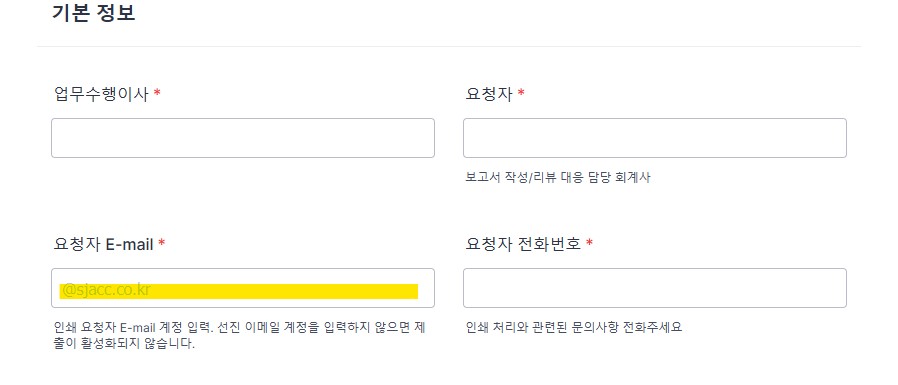 기본 정보
업무수행이사 *
요청자 *
보고서 작성/리뷰 대응 담당 회계사
요청자 E-mail *
@sjacc.co.kr
인쇄 요청자 E-mail 계정 입력. 선진 이메일 계정을 입력하지 않으면 제
출이 활성화되지 않습니다.
요청자 전화번호 *
인쇄 처리와 관련된 문의사항 전화주세요